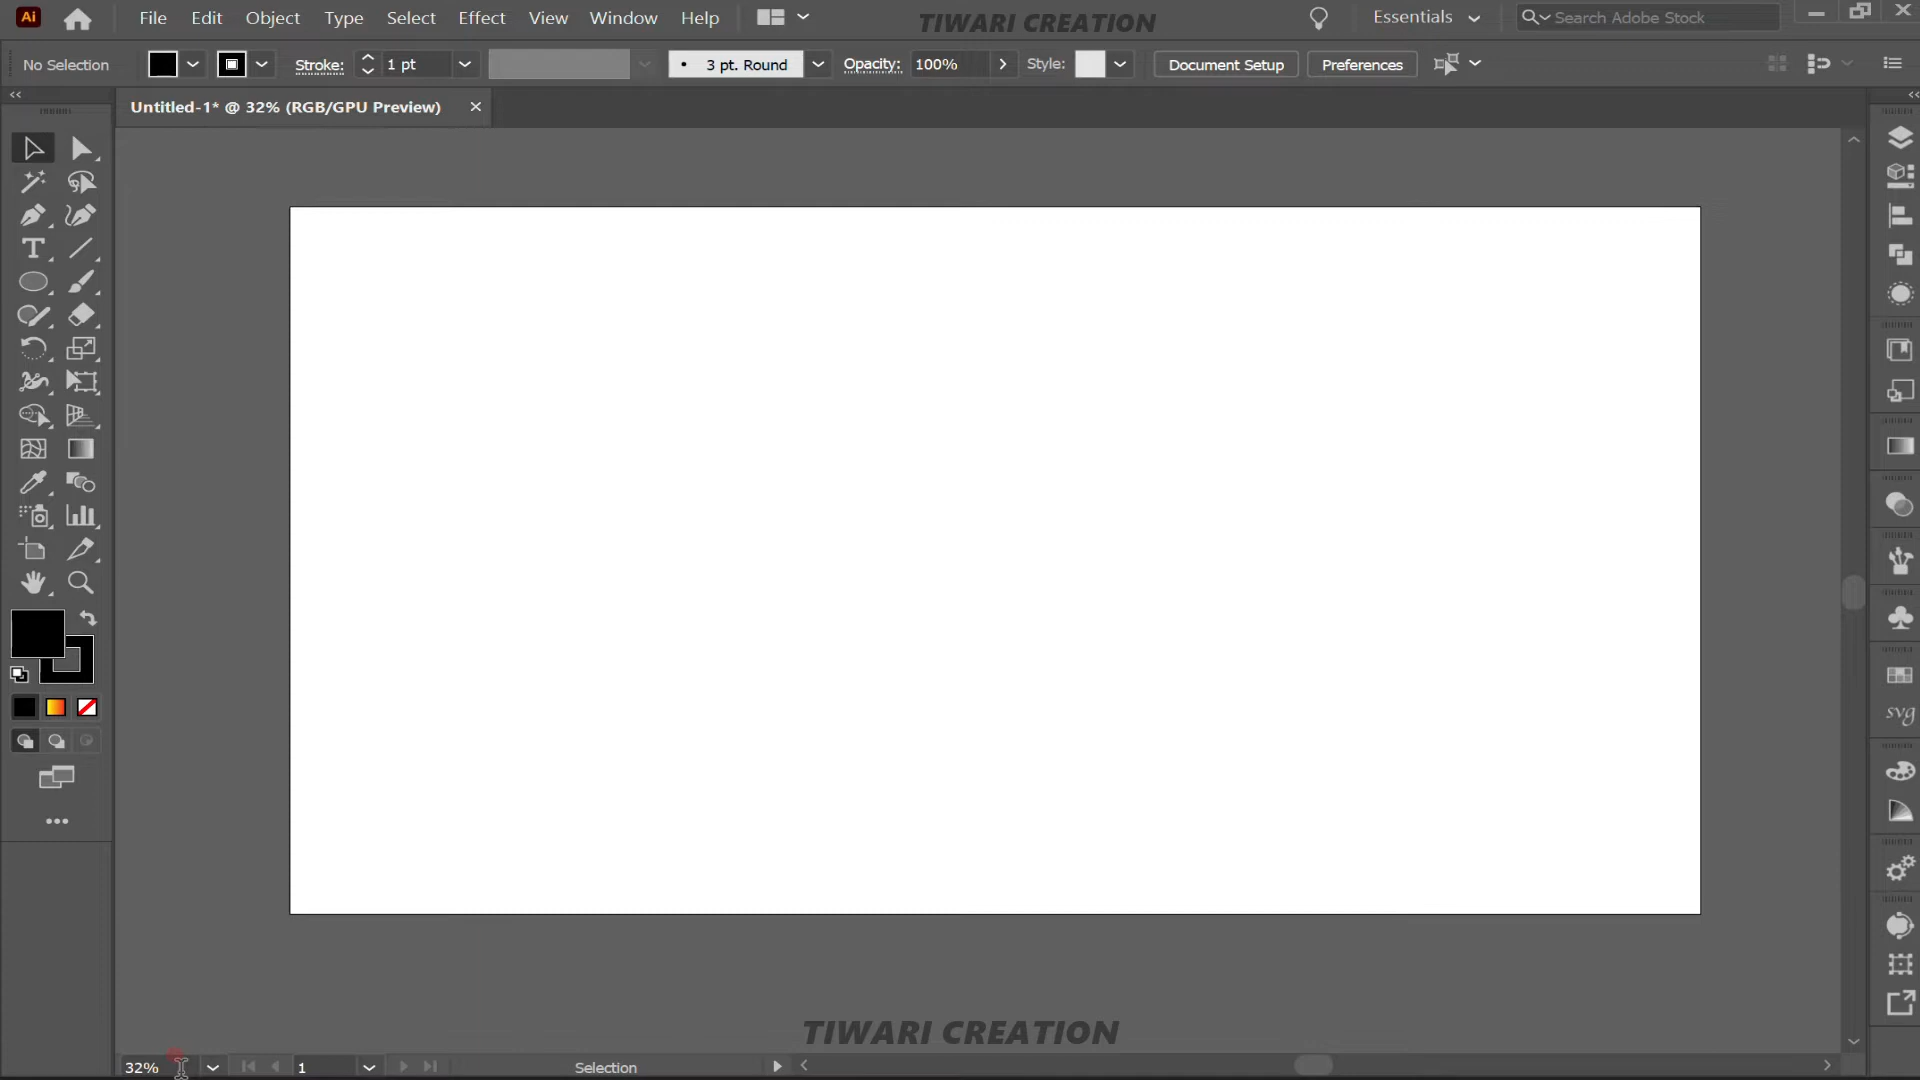 Ai File Edit Object Type Select Effect View Window Help TIWARI CREATION Essentials Search Adobe Stock
No Selection Stroke: 1 pt 3 pt. Round Opacity: 100% Style: Document Setup Preferences
Untitled-1* @ 32% (RGB/GPU Preview)
T
svg
TIWARI CREATION
32% 1 Selection